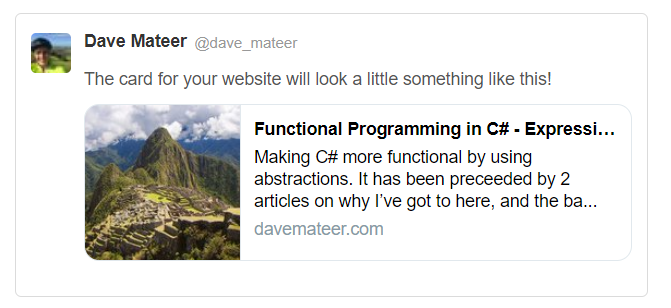 Dave Mateer @dave_mateer
The card for your website will look a little something like this!
Functional Programming in C# - Expressi...
Making C# more functional by using
abstractions. It has been preceeded by 2
articles on why I've got to here, and the ba...
davemateer.com